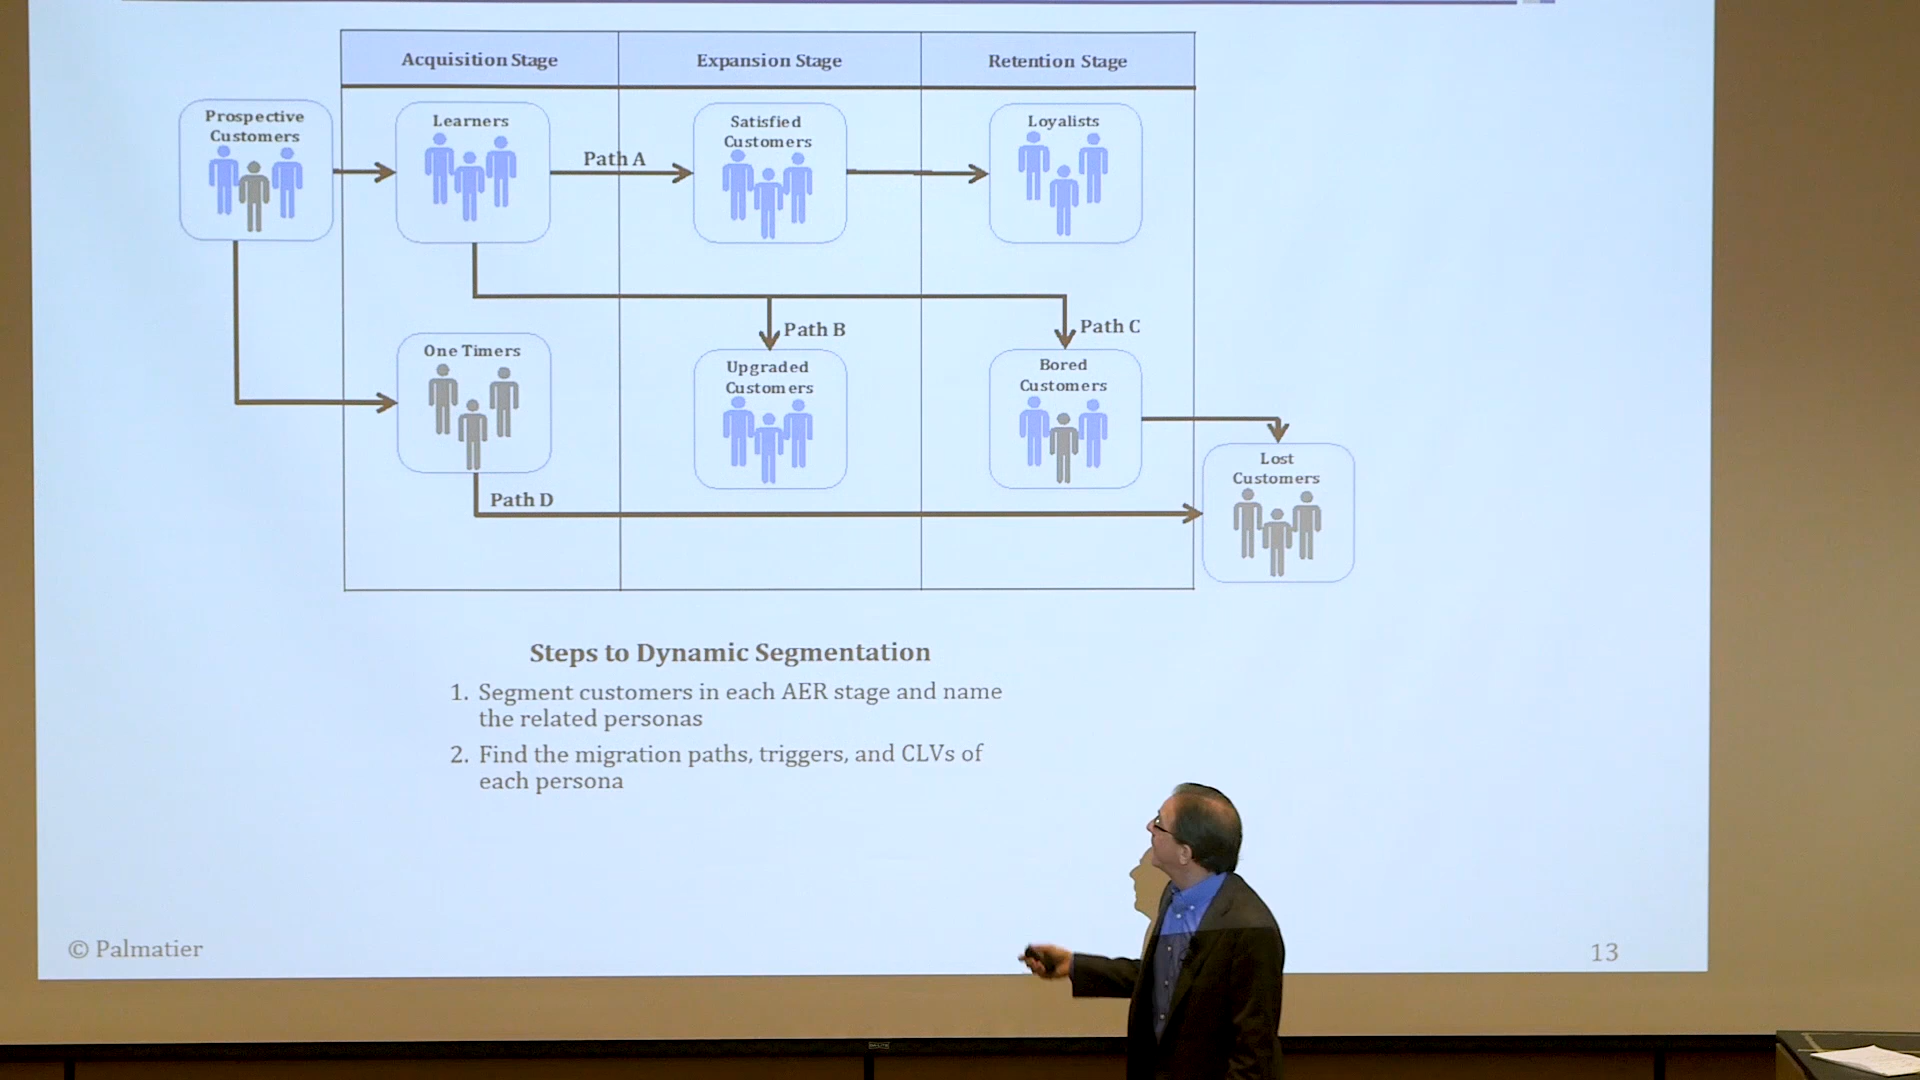 Acquisition Stage
Expansion Stage
Retention Stage
Prospective
Customers
Learners
Path A
Satisfied
Customers
Loyalists
One Timers
Path B
Upgraded
Customers
Path C
Bored
Customers
Path D
Lost
Customers
Steps to Dynamic Segmentation
1. Segment customers in each AER stage and name
the related personas
2. Find the migration paths, triggers, and CLVs of
each persona
© Palmatier
13